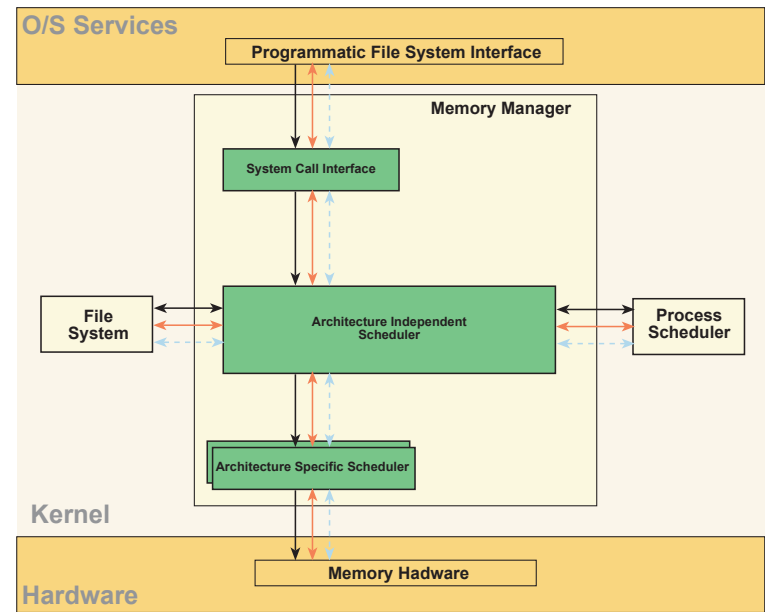 O/S Services
Programmatic File System Interface
Memory Manager
System Call Interface
File
System
Architecture Independent
Scheduler
Process
Scheduler
Architecture Specific Scheduler
Kernel
Memory Hadware
Hardware